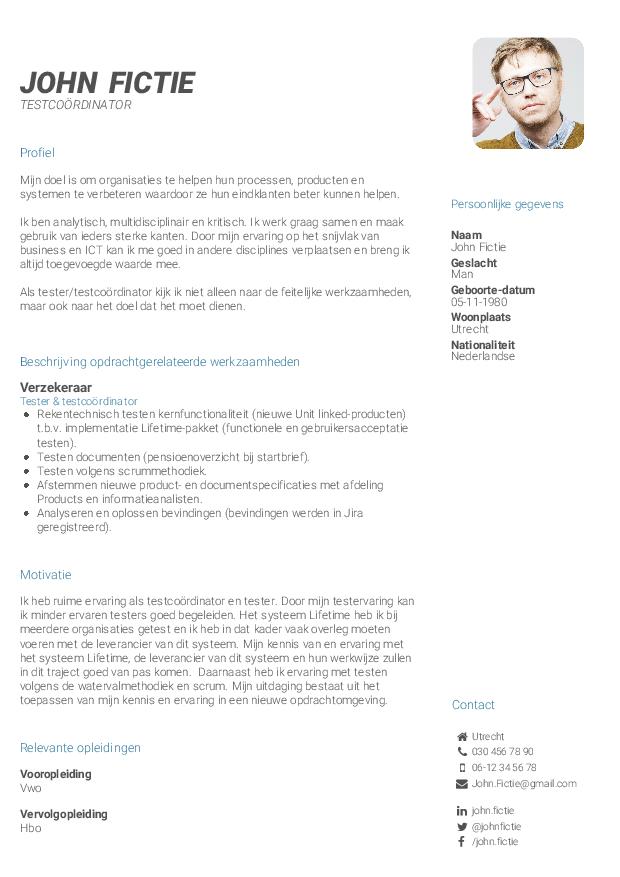 JOHN FICTIE
TESTCOÖRDINATOR
Profiel
Mijn doel is om organisaties te helpen hun processen, producten en
systemen te verbeteren waardoor ze hun eindklanten beter kunnen helpen.
Ik ben analytisch, multidisciplinair en kritisch. Ik werk graag samen en maak
gebruik van ieders sterke kanten. Door mijn ervaring op het snijvlak van
business en ICT kan ik me goed in andere disciplines verplaatsen en breng ik
altijd toegevoegde waarde mee.
Als tester/testcoördinator kijk ik niet alleen naar de feitelijke werkzaamheden,
maar ook naar het doel dat het moet dienen.
Beschrijving opdrachtgerelateerde werkzaamheden
Verzekeraar
Tester & testcoördinator
Rekentechnisch testen kernfunctionaliteit (nieuwe Unit linked-producten)
t.b.v. implementatie Lifetime-pakket (functionele en gebruikersacceptatie
testen).
Testen documenten (pensioenoverzicht bij startbrief).
Testen volgens scrummethodiek.
Afstemmen nieuwe product- en documentspecificaties met afdeling
Products en informatieanalisten.
Analyseren en oplossen bevindingen (bevindingen werden in Jira
geregistreerd).
Motivatie
Ik heb ruime ervaring als testcoördinator en tester. Door mijn testervaring kan
ik minder ervaren testers goed begeleiden. Het systeem Lifetime heb ik bij
meerdere organisaties getest en ik heb in dat kader vaak overleg moeten
voeren met de leverancier van dit systeem. Mijn kennis van en ervaring met
het systeem Lifetime, de leverancier van dit systeem en hun werkwijze zullen
in dit traject goed van pas komen. Daarnaast heb ik ervaring met testen
volgens de watervalmethodiek en scrum. Mijn uitdaging bestaat uit het
toepassen van mijn kennis en ervaring in een nieuwe opdrachtomgeving.
Relevante opleidingen
Vooropleiding
Vwo
Vervolgopleiding
Hbo
Persoonlijke gegevens
Naam
John Fictie
Geslacht
Man
Geboorte-datum
05-11-1980
Woonplaats
Utrecht
Nationaliteit
Nederlandse
Contact
Utrecht
030 456 78 90
06-12 34 56 78
John.Fictie@gmail.com
john.fictie
@johnfictie
/john.fictie